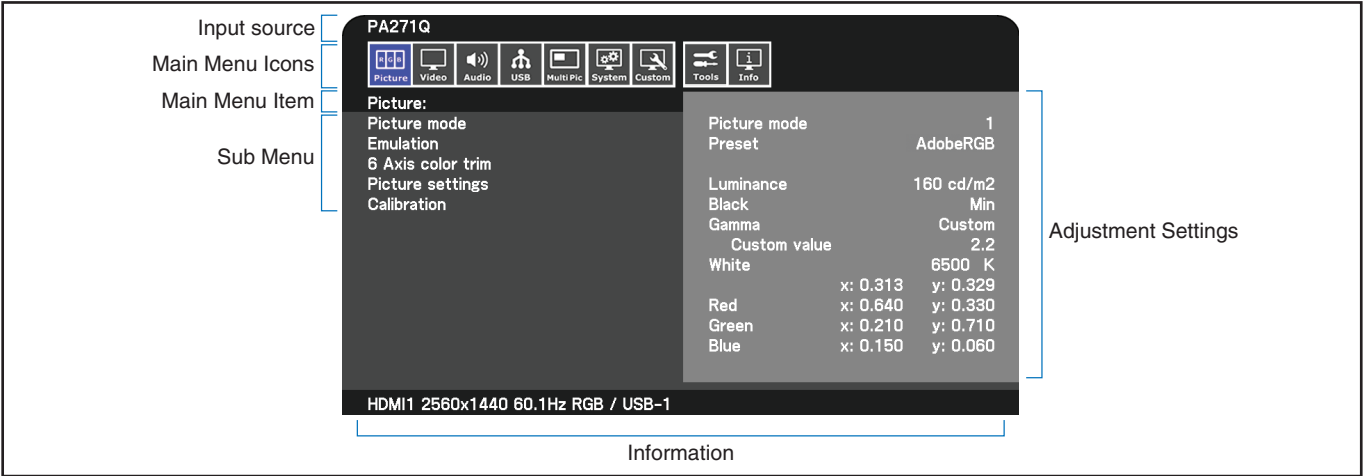 Input source
PA271Q
Main Menu Icons
R G B
Picture Video Audio USB MultiPic System Custom Tools Info
Main Menu Item
Picture:
Sub Menu
Picture mode
Emulation
6 Axis color trim
Picture settings
Calibration
Picture mode 1
Preset AdobeRGB
Luminance 160 cd/m2
Black Min
Gamma Custom
Custom value 2.2
White 6500 K
x: 0.313 y: 0.329
Red x: 0.640 y: 0.330
Green x: 0.210 y: 0.710
Blue x: 0.150 y: 0.060
Adjustment Settings
HDMI1 2560x1440 60.1Hz RGB / USB-1
Information